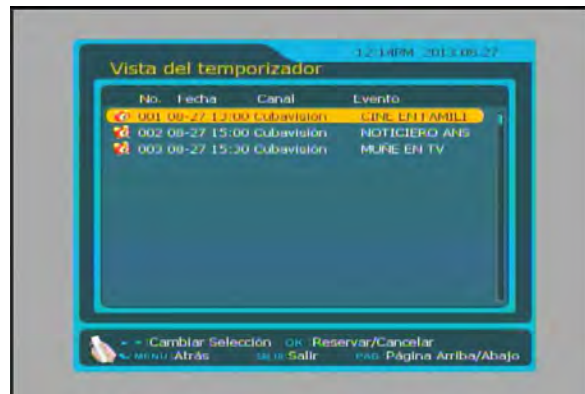 12:14PM 2013.08-27
Vista del temporizador
No. Fecha Canal Evento
001 08-27 13:00 Cubavisión CINE EN FAMILI
002 08-27 15:00 Cubavisión NOTICIERO ANS
003 08-27 15:30 Cubavisión MUÑE EN TV
Cambiar Selección OK Reservar/Cancelar
MENU Atrás SALIR Salir PAG Página Arriba/Abajo